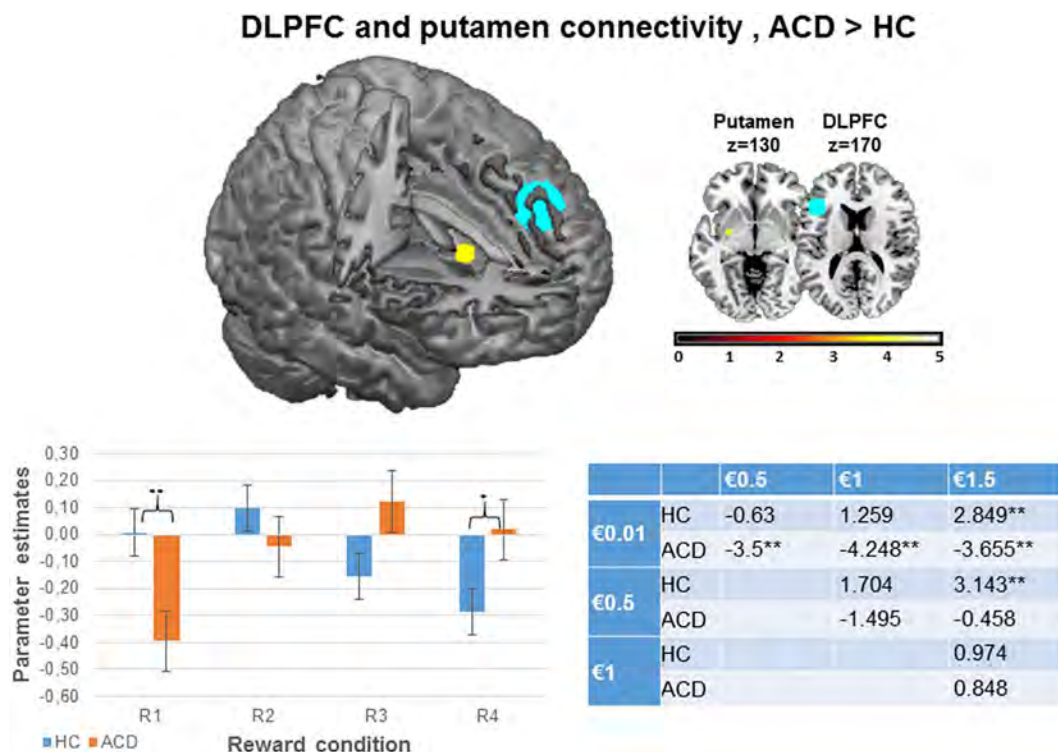 DLPFC and putamen connectivity , ACD > HC
Putamen DLPFC
z=130 z=170
0 1 2 3 4 5
Parameter estimates
0,30
0,20
0,10
0,00
-0,10
-0,20
-0,30
-0,40
-0,50
-0,60
** *
R1 R2 R3 R4
HC ACD Reward condition
€0.5 €1 €1.5
€0.01 HC -0.63 1.259 2.849**
ACD -3.5** -4.248** -3.655**
€0.5 HC 1.704 3.143**
ACD -1.495 -0.458
€1 HC 0.974
ACD 0.848